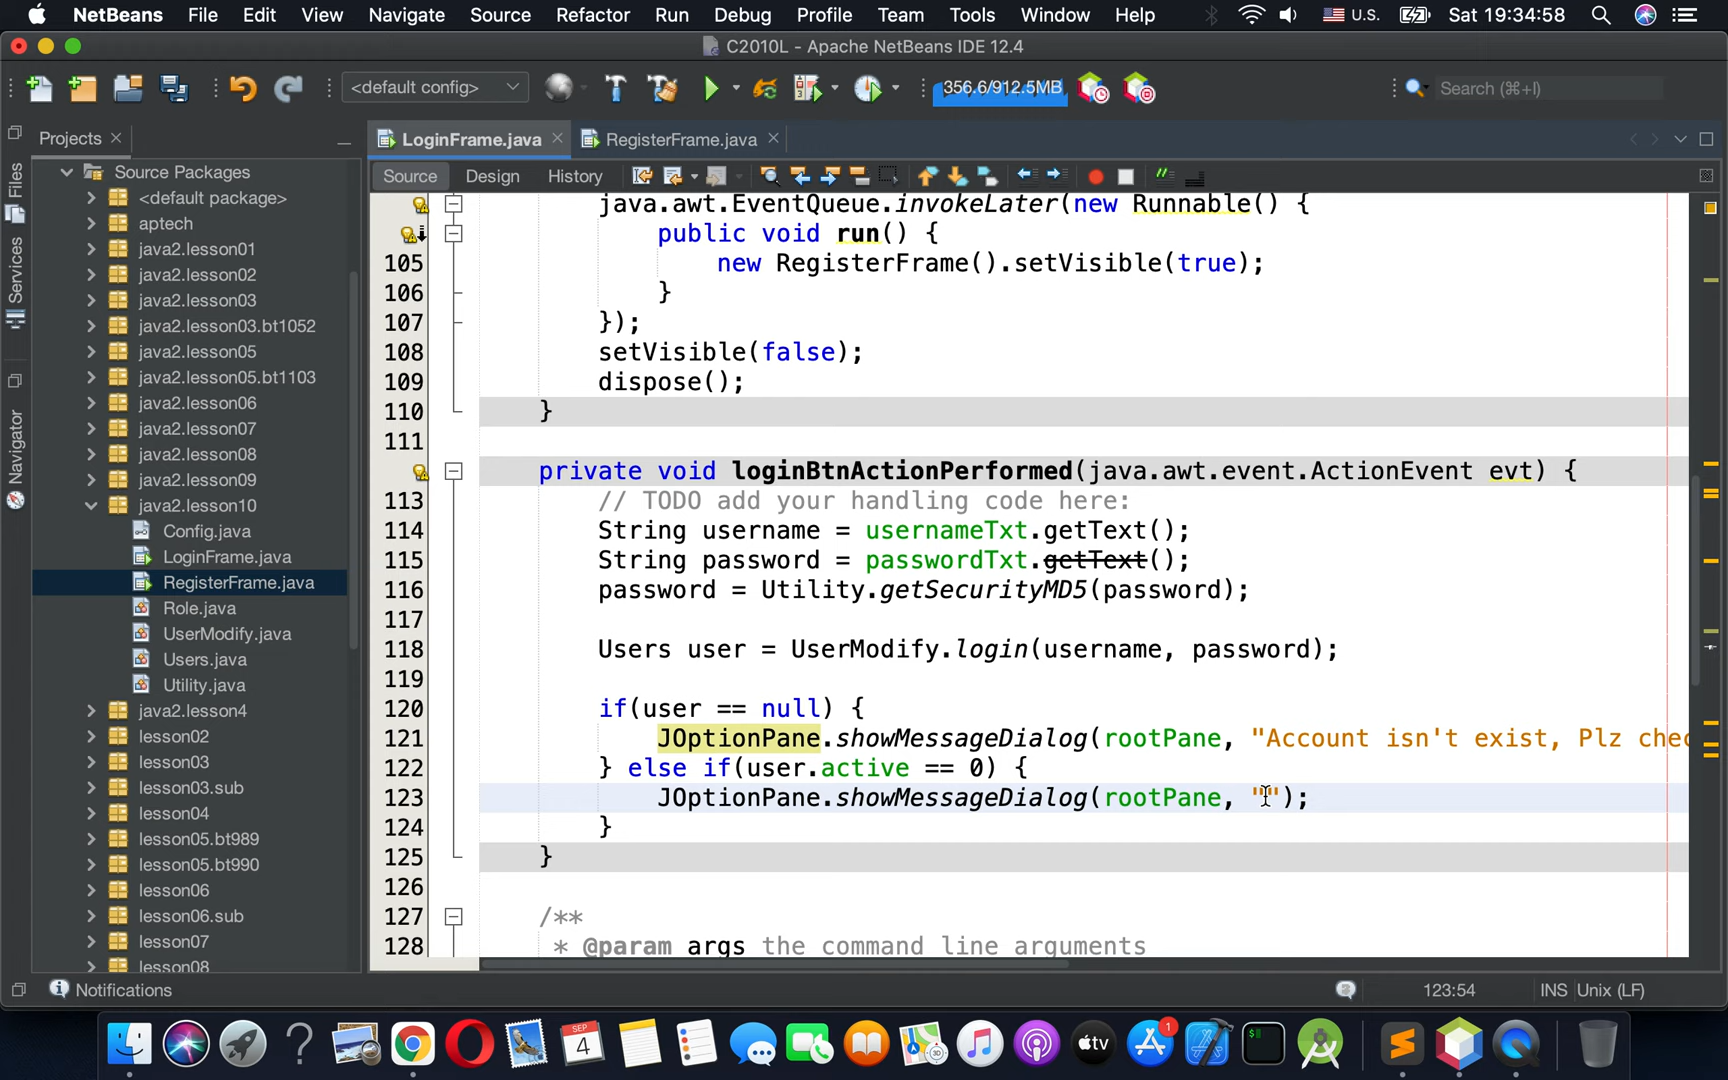 NetBeans File Edit View Navigate Source Refactor Run Debug Profile Team Tools Window Help U.S. Sat 19:34:58
C2010L - Apache NetBeans IDE 12.4
<default config> 356.6/912.5MB Search (⌘+I)
Projects LoginFrame.java RegisterFrame.java
Source Design History
Files
Services
Navigator
Source Packages
<default package>
aptech
java2.lesson01
java2.lesson02
java2.lesson03
java2.lesson03.bt1052
java2.lesson05
java2.lesson05.bt1103
java2.lesson06
java2.lesson07
java2.lesson08
java2.lesson09
java2.lesson10
Config.java
LoginFrame.java
RegisterFrame.java
Role.java
UserModify.java
Users.java
Utility.java
java2.lesson4
lesson02
lesson03
lesson03.sub
lesson04
lesson05.bt989
lesson05.bt990
lesson06
lesson06.sub
lesson07
lesson08
java.awt.EventQueue.invokeLater(new Runnable() {
public void run() {
105 new RegisterFrame().setVisible(true);
106 }
107 });
108 setVisible(false);
109 dispose();
110 }
111
private void loginBtnActionPerformed(java.awt.event.ActionEvent evt) {
113 // TODO add your handling code here:
114 String username = usernameTxt.getText();
115 String password = passwordTxt.getText();
116 password = Utility.getSecurityMD5(password);
117
118 Users user = UserModify.login(username, password);
119
120 if(user == null) {
121 JOptionPane.showMessageDialog(rootPane, "Account isn't exist, Plz chec
122 } else if(user.active == 0) {
123 JOptionPane.showMessageDialog(rootPane, "");
124 }
125 }
126
127 /**
128 * @param args the command line arguments
Notifications 123:54 INS Unix (LF)
SEP
4
1
tv